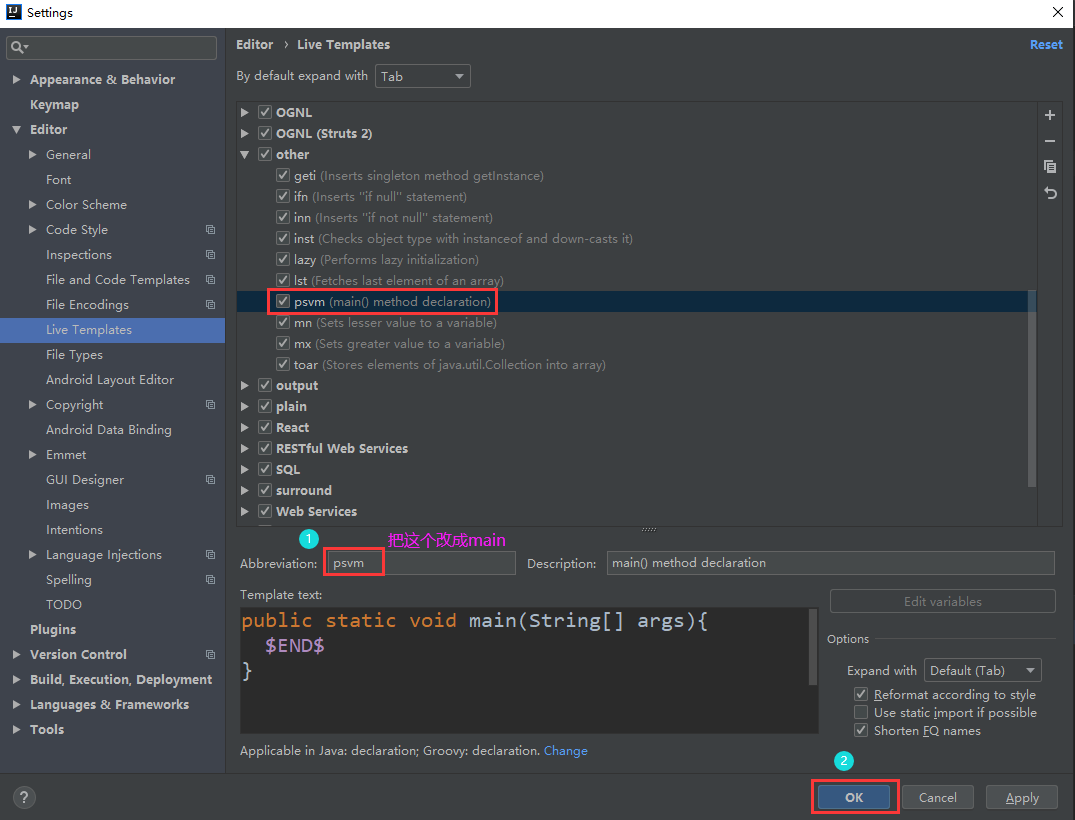 Settings
Editor › Live Templates
Reset
Appearance & Behavior
Keymap
Editor
General
Font
Color Scheme
Code Style
Inspections
File and Code Templates
File Encodings
Live Templates
File Types
Android Layout Editor
Copyright
Android Data Binding
Emmet
GUI Designer
Images
Intentions
Language Injections
Spelling
TODO
Plugins
Version Control
Build, Execution, Deployment
Languages & Frameworks
Tools
By default expand with Tab
OGNL
OGNL (Struts 2)
other
geti (Inserts singleton method getInstance)
ifn (Inserts "if null" statement)
inn (Inserts "if not null" statement)
inst (Checks object type with instanceof and down-casts it)
lazy (Performs lazy initialization)
lst (Fetches last element of an array)
psvm (main() method declaration)
mn (Sets lesser value to a variable)
mx (Sets greater value to a variable)
toar (Stores elements of java.util.Collection into array)
output
plain
React
RESTful Web Services
SQL
surround
Web Services
1 把这个改成main
Abbreviation: psvm Description: main() method declaration
Template text:
public static void main(String[] args){
$END$
}
Edit variables
Options
Expand with Default (Tab)
Reformat according to style
Use static import if possible
Shorten FQ names
Applicable in Java: declaration; Groovy: declaration. Change
2
? OK Cancel Apply